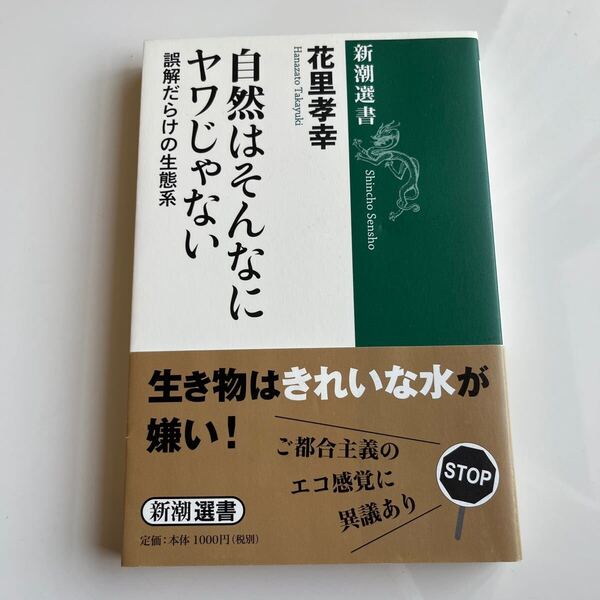 新潮選書
Shincho Sensho
花里孝幸
Hanazato Takayuki
自然はそんなに
ヤワじゃない
誤解だらけの生態系
生き物はきれいな水が
嫌い！
ご都合主義の
エコ感覚に
異議あり
STOP
新潮選書
定価：本体1000円（税別）